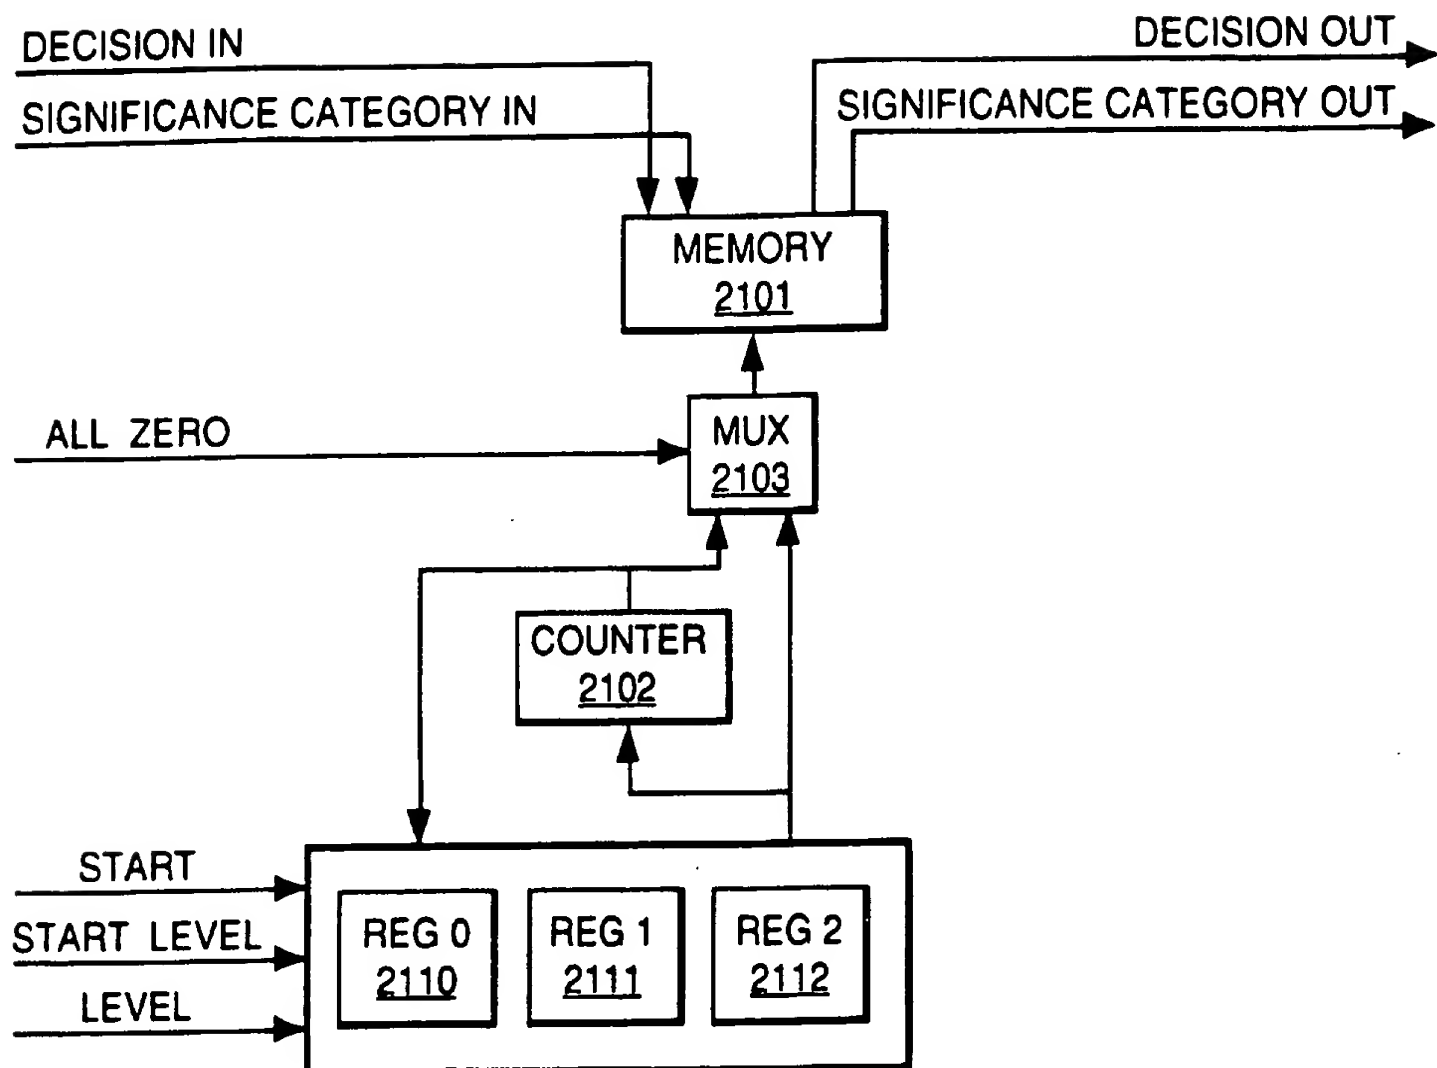 DECISION IN
DECISION OUT
SIGNIFICANCE CATEGORY IN
SIGNIFICANCE CATEGORY OUT
MEMORY
2101
ALL ZERO
MUX
2103
COUNTER
2102
START
START LEVEL
LEVEL
REG 0
2110
REG 1
2111
REG 2
2112